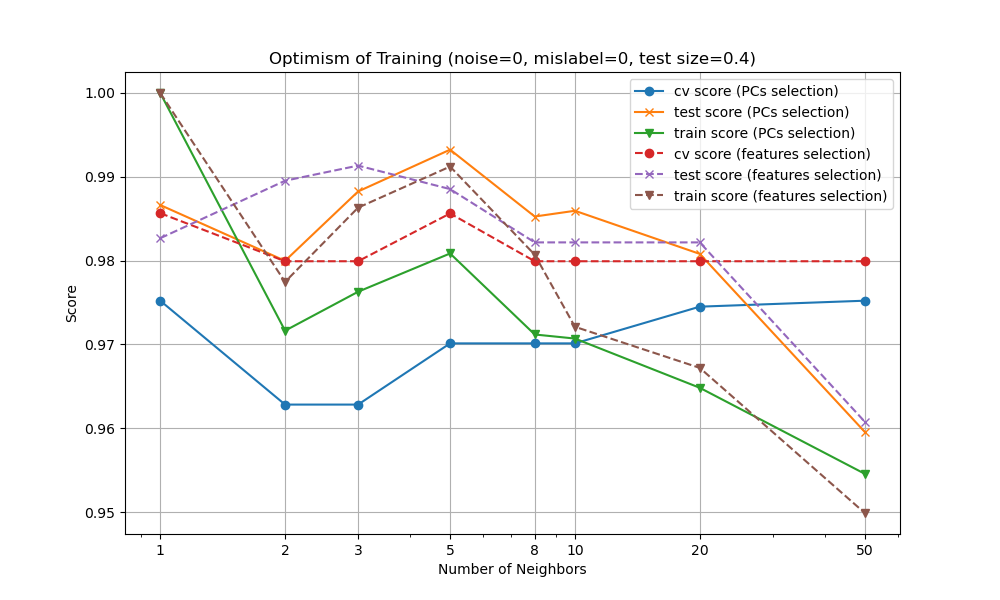 Optimism of Training (noise=0, mislabel=0, test size=0.4)
cv score (PCs selection)
test score (PCs selection)
train score (PCs selection)
cv score (features selection)
test score (features selection)
train score (features selection)
Score
1.00
0.99
0.98
0.97
0.96
0.95
1 2 3 5 8 10 20 50
Number of Neighbors